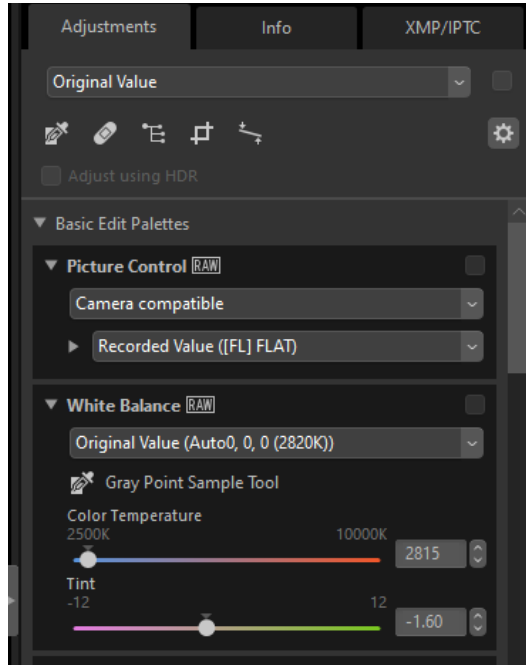 Adjustments Info XMP/IPTC
Original Value
Adjust using HDR
Basic Edit Palettes
Picture Control RAW
Camera compatible
Recorded Value ([FL] FLAT)
White Balance RAW
Original Value (Auto0, 0, 0 (2820K))
Gray Point Sample Tool
Color Temperature
2500K 10000K
2815
Tint
-12 12
-1.60